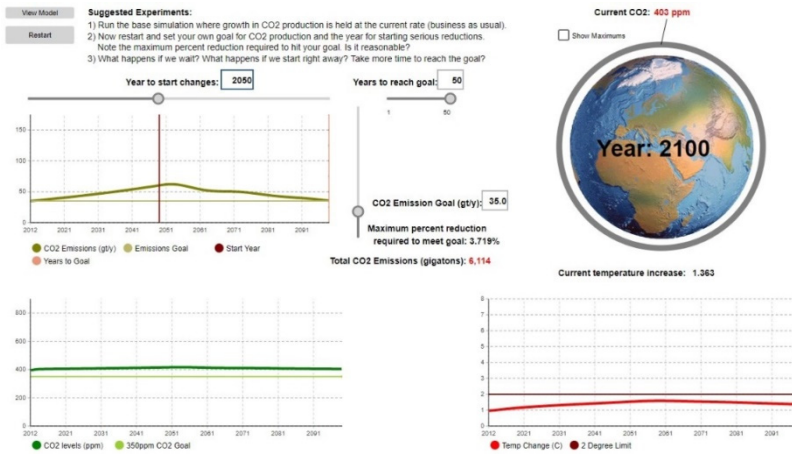 View Model
Restart
Suggested Experiments:
1) Run the base simulation where growth in CO2 production is held at the current rate (business as usual).
2) Now restart and set your own goal for CO2 production and the year for starting serious reductions.
Note the maximum percent reduction required to hit your goal. Is it reasonable?
3) What happens if we wait? What happens if we start right away? Take more time to reach the goal?
Current CO2: 403 ppm
Show Maximums
Year to start changes: 2050
Years to reach goal: 50
1 50
150
100
50
0
2012 2021 2031 2041 2051 2061 2071 2081 2091
CO2 Emissions (gt/y) Emissions Goal Start Year
Years to Goal
CO2 Emission Goal (gt/y) 35.0
Maximum percent reduction
required to meet goal: 3.719%
Total CO2 Emissions (gigatons): 6,114
Year: 2100
Current temperature increase: 1.363
800
600
400
200
0
2012 2021 2031 2041 2051 2061 2071 2081 2091
CO2 levels (ppm) 350ppm CO2 Goal
8
7
6
5
4
3
2
1
0
2012 2021 2031 2041 2051 2061 2071 2081 2091
Temp Change (C) 2 Degree Limit